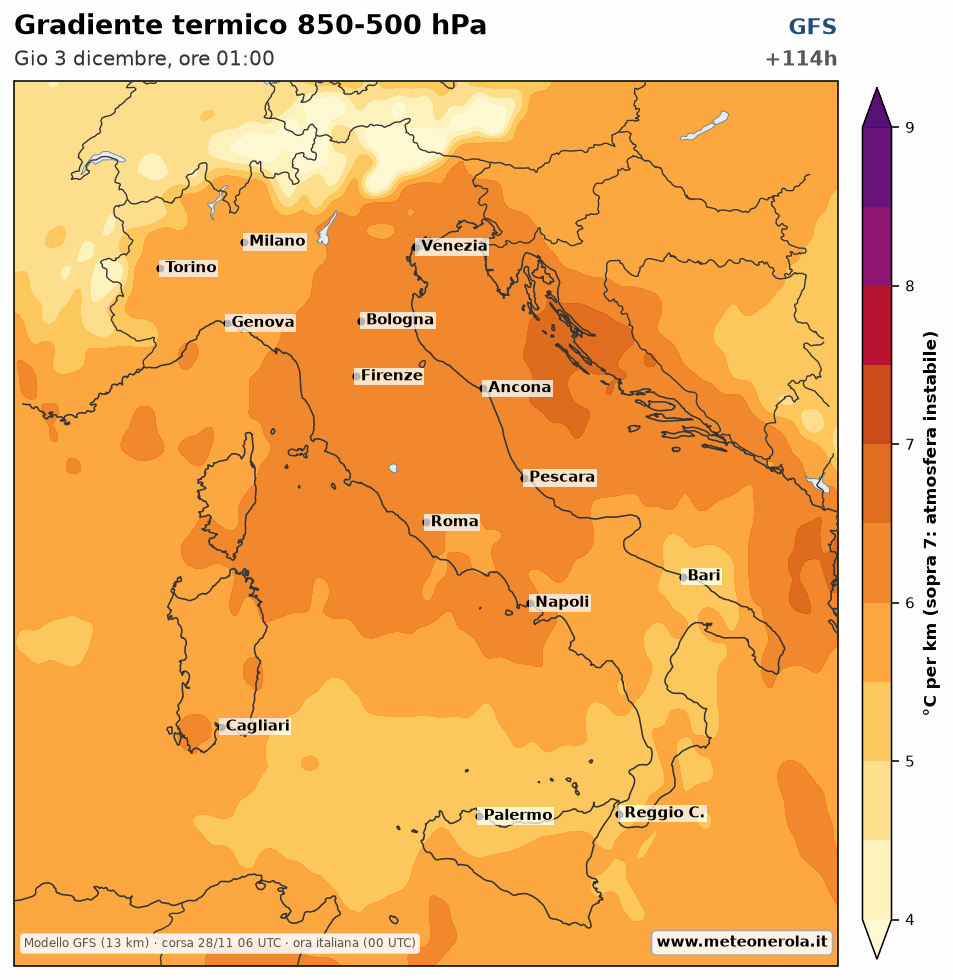 Gradiente termico 850-500 hPa
GFS
Gio 3 dicembre, ore 01:00
+114h
Milano
Venezia
Torino
Genova
Bologna
Firenze
Ancona
Pescara
Roma
Bari
Napoli
Cagliari
Palermo
Reggio C.
9
8
7
6
5
4
°C per km (sopra 7: atmosfera instabile)
Modello GFS (13 km) · corsa 28/11 06 UTC · ora italiana (00 UTC)
www.meteonerola.it